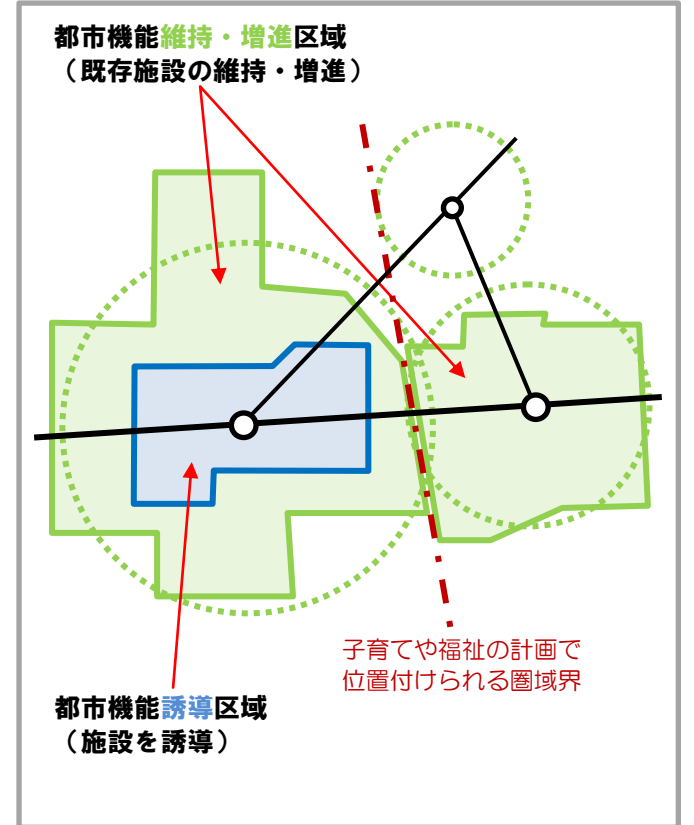 都市機能維持・増進区域
（既存施設の維持・増進）
子育てや福祉の計画で
位置付けられる圏域界
都市機能誘導区域
（施設を誘導）